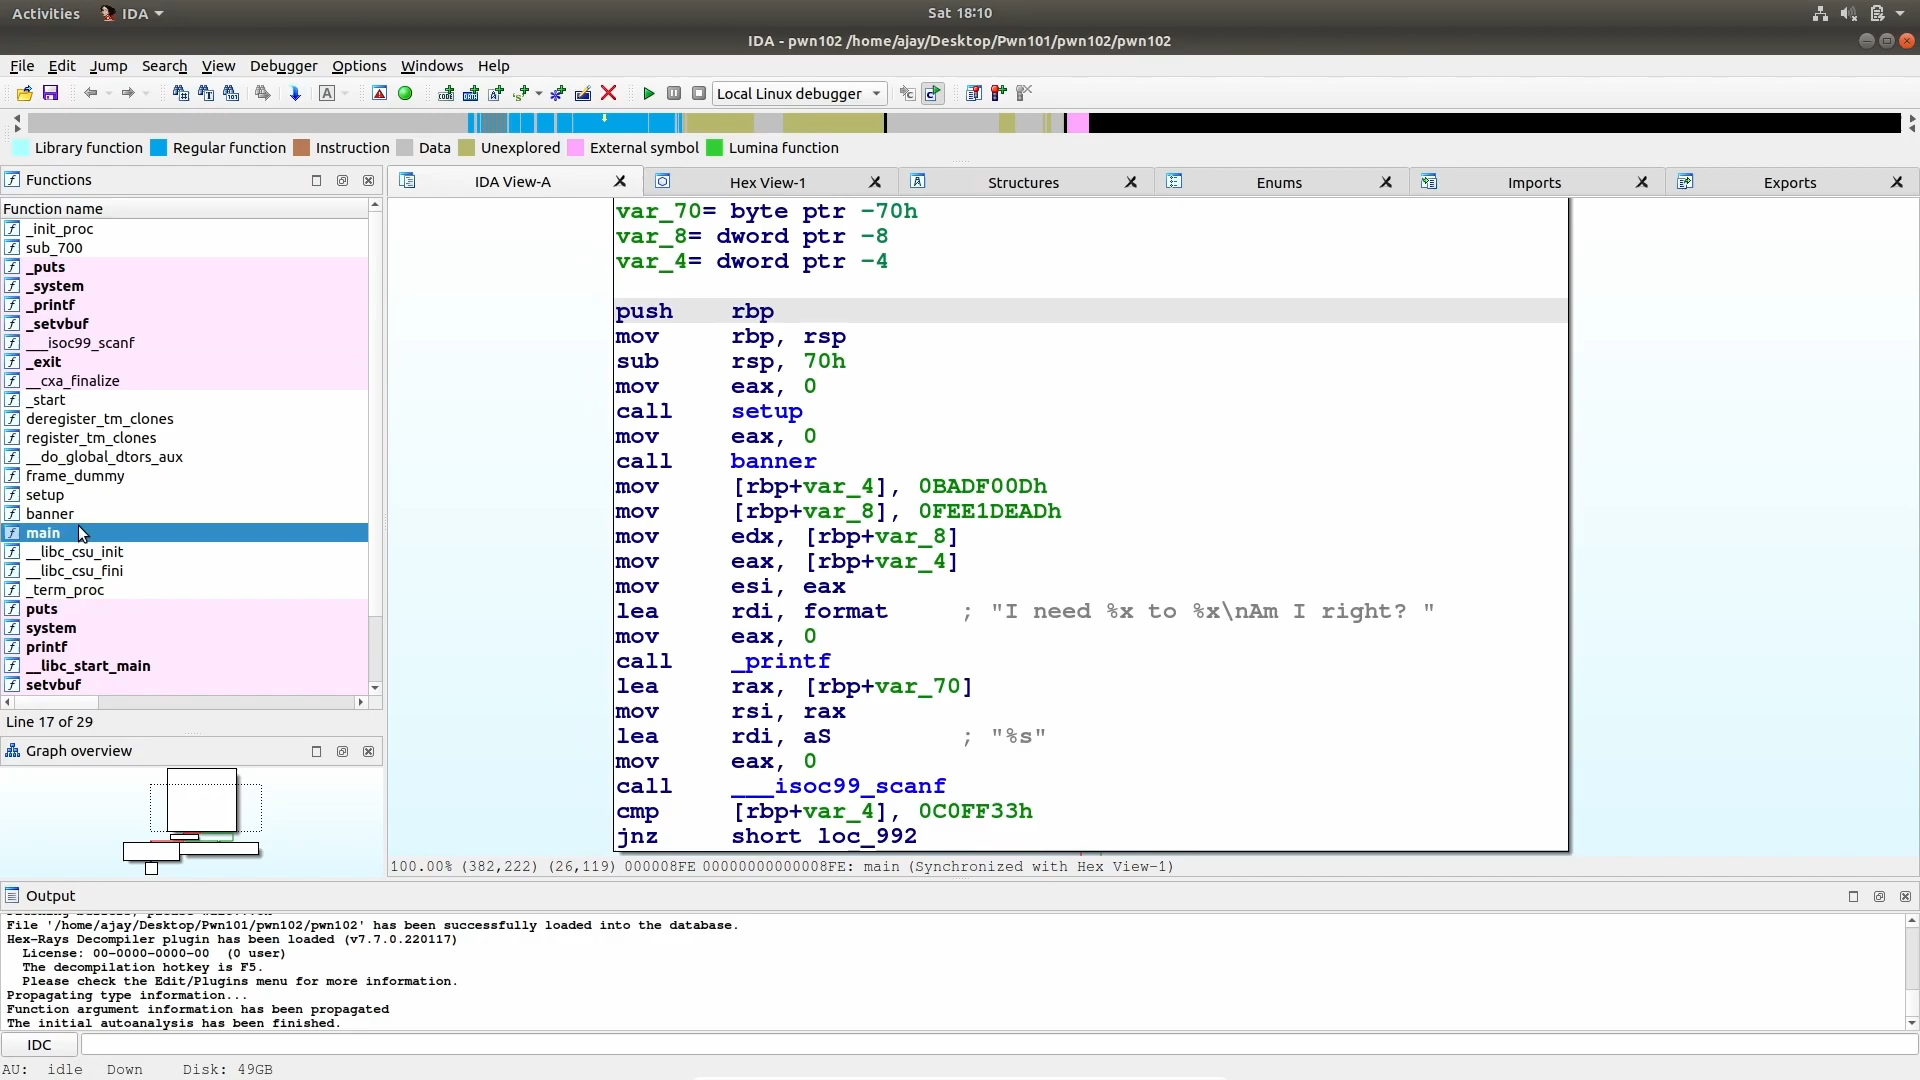 Activities IDA Sat 18:10
IDA - pwn102 /home/ajay/Desktop/Pwn101/pwn102/pwn102
File Edit Jump Search View Debugger Options Windows Help
Local Linux debugger
Library function Regular function Instruction Data Unexplored External symbol Lumina function
Functions
Function name
_init_proc
sub_700
_puts
_system
_printf
_setvbuf
___isoc99_scanf
_exit
__cxa_finalize
_start
deregister_tm_clones
register_tm_clones
__do_global_dtors_aux
frame_dummy
setup
banner
main
__libc_csu_init
__libc_csu_fini
_term_proc
puts
system
printf
__libc_start_main
setvbuf
Line 17 of 29
Graph overview
IDA View-A Hex View-1 Structures Enums Imports Exports
var_70= byte ptr -70h
var_8= dword ptr -8
var_4= dword ptr -4
push rbp
mov rbp, rsp
sub rsp, 70h
mov eax, 0
call setup
mov eax, 0
call banner
mov [rbp+var_4], 0BADF00Dh
mov [rbp+var_8], 0FEE1DEADh
mov edx, [rbp+var_8]
mov eax, [rbp+var_4]
mov esi, eax
lea rdi, format ; "I need %x to %x\nAm I right? "
mov eax, 0
call _printf
lea rax, [rbp+var_70]
mov rsi, rax
lea rdi, aS ; "%s"
mov eax, 0
call ___isoc99_scanf
cmp [rbp+var_4], 0C0FF33h
jnz short loc_992
100.00% (382,222) (26,119) 000008FE 00000000000008FE: main (Synchronized with Hex View-1)
Output
File '/home/ajay/Desktop/Pwn101/pwn102/pwn102' has been successfully loaded into the database.
Hex-Rays Decompiler plugin has been loaded (v7.7.0.220117)
License: 00-0000-0000-00 (0 user)
The decompilation hotkey is F5.
Please check the Edit/Plugins menu for more information.
Propagating type information...
Function argument information has been propagated
The initial autoanalysis has been finished.
IDC
AU: idle Down Disk: 49GB